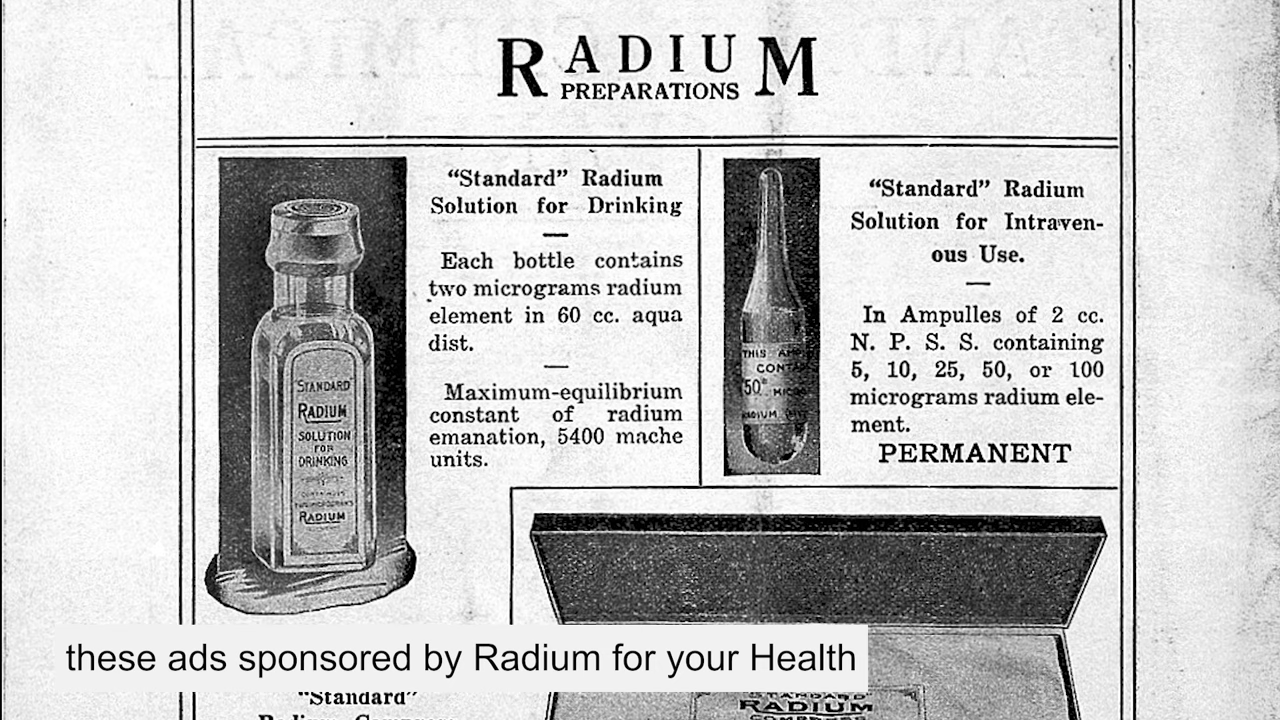 RADIUM
PREPARATIONS
"Standard" Radium
Solution for Drinking
Each bottle contains
two micrograms radium
element in 60 cc. aqua
dist.
Maximum-equilibrium
constant of radium
emanation, 5400 mache
units.
"STANDARD"
RADIUM
SOLUTION
FOR
DRINKING
RADIUM
"Standard" Radium
Solution for Intraven-
ous Use.
In Ampulles of 2 cc.
N. P. S. S. containing
5, 10, 25, 50, or 100
micrograms radium ele-
ment.
PERMANENT
THIS
CONTA
50
RADIUM
these ads sponsored by Radium for your Health
"Standard"
STANDARD
RADIUM